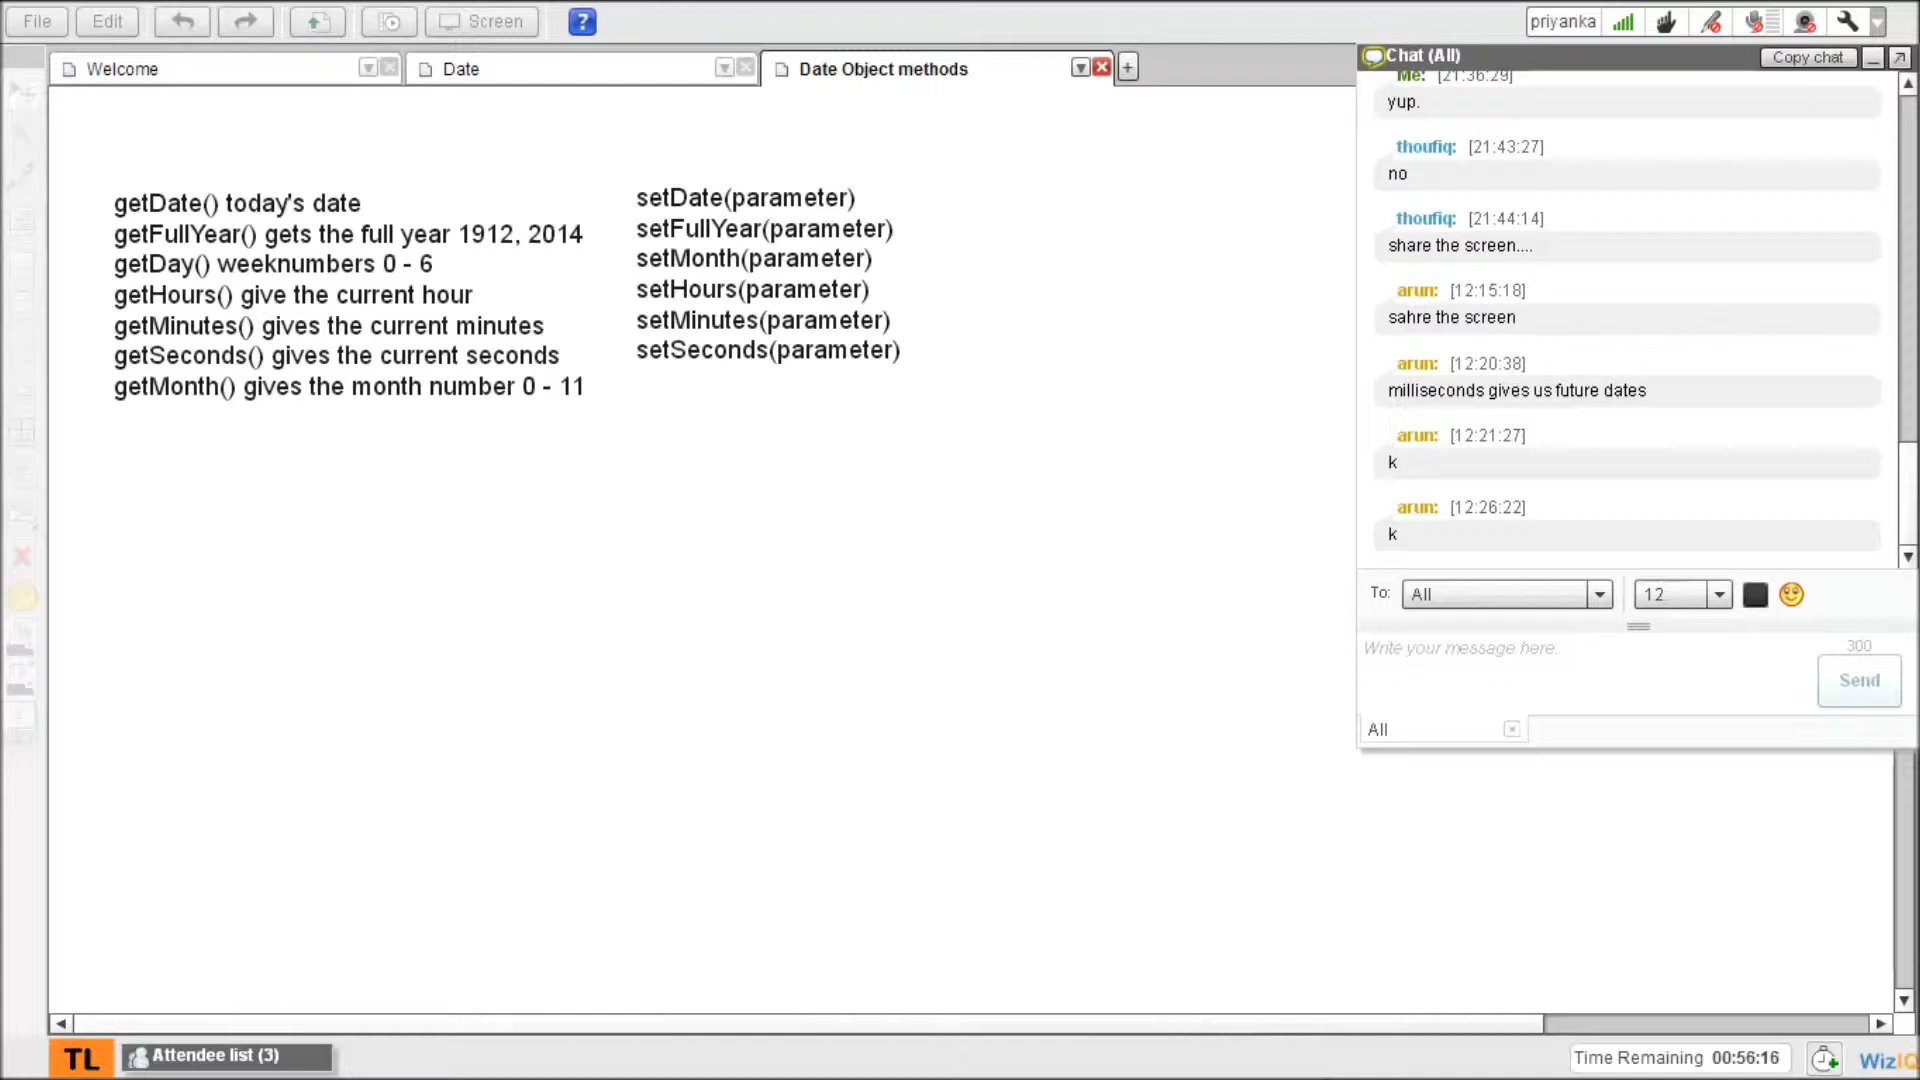 File
Edit
Screen
?
priyanka
Welcome
Date
Date Object methods
Chat (All)
Copy chat
Me: [21:36:29]
yup.
thoufiq: [21:43:27]
no
thoufiq: [21:44:14]
share the screen....
arun: [12:15:18]
sahre the screen
arun: [12:20:38]
milliseconds gives us future dates
arun: [12:21:27]
k
arun: [12:26:22]
k
To: All 12
Write your message here.
300
Send
All
getDate() today's date
getFullYear() gets the full year 1912, 2014
getDay() weeknumbers 0 - 6
getHours() give the current hour
getMinutes() gives the current minutes
getSeconds() gives the current seconds
getMonth() gives the month number 0 - 11
setDate(parameter)
setFullYear(parameter)
setMonth(parameter)
setHours(parameter)
setMinutes(parameter)
setSeconds(parameter)
TL
Attendee list (3)
Time Remaining 00:56:16
WizIQ